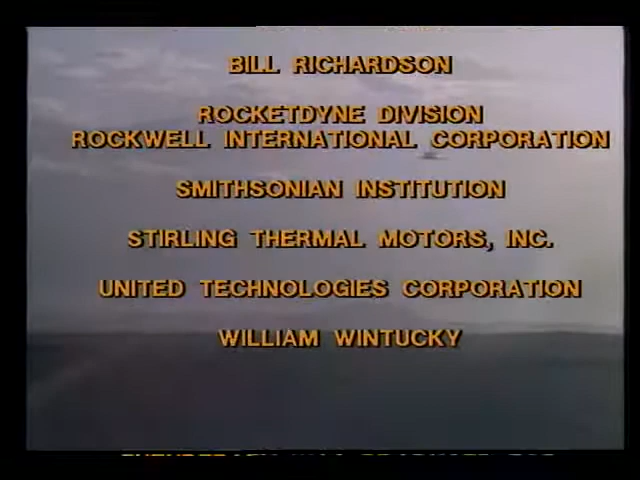 BILL RICHARDSON
ROCKETDYNE DIVISION
ROCKWELL INTERNATIONAL CORPORATION
SMITHSONIAN INSTITUTION
STIRLING THERMAL MOTORS, INC.
UNITED TECHNOLOGIES CORPORATION
WILLIAM WINTUCKY